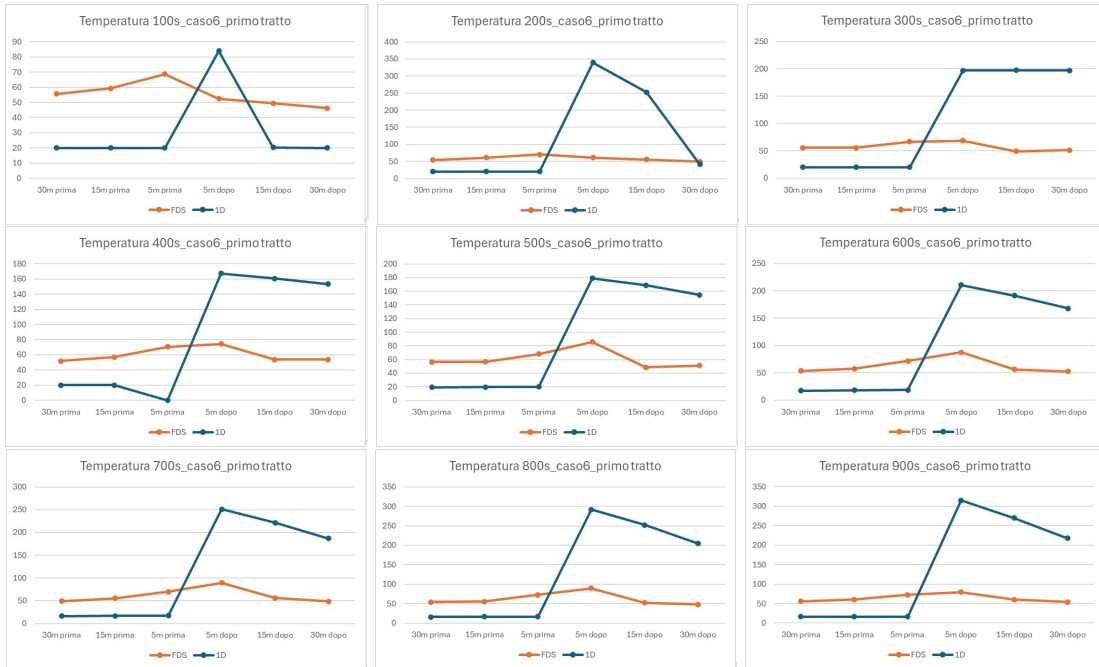 Temperatura 100s_caso6_primo tratto
90
80
70
60
50
40
30
20
10
0
30m prima 15m prima 5m prima 5m dopo 15m dopo 30m dopo
FDS 1D
Temperatura 200s_caso6_primo tratto
400
350
300
250
200
150
100
50
0
30m prima 15m prima 5m prima 5m dopo 15m dopo 30m dopo
FDS 1D
Temperatura 300s_caso6_primo tratto
250
200
150
100
50
0
30m prima 15m prima 5m prima 5m dopo 15m dopo 30m dopo
FDS 1D
Temperatura 400s_caso6_primo tratto
180
160
140
120
100
80
60
40
20
0
30m prima 15m prima 5m prima 5m dopo 15m dopo 30m dopo
FDS 1D
Temperatura 500s_caso6_primo tratto
200
180
160
140
120
100
80
60
40
20
0
30m prima 15m prima 5m prima 5m dopo 15m dopo 30m dopo
FDS 1D
Temperatura 600s_caso6_primo tratto
250
200
150
100
50
0
30m prima 15m prima 5m prima 5m dopo 15m dopo 30m dopo
FDS 1D
Temperatura 700s_caso6_primo tratto
300
250
200
150
100
50
0
30m prima 15m prima 5m prima 5m dopo 15m dopo 30m dopo
FDS 1D
Temperatura 800s_caso6_primo tratto
350
300
250
200
150
100
50
0
30m prima 15m prima 5m prima 5m dopo 15m dopo 30m dopo
FDS 1D
Temperatura 900s_caso6_primo tratto
350
300
250
200
150
100
50
0
30m prima 15m prima 5m prima 5m dopo 15m dopo 30m dopo
FDS 1D